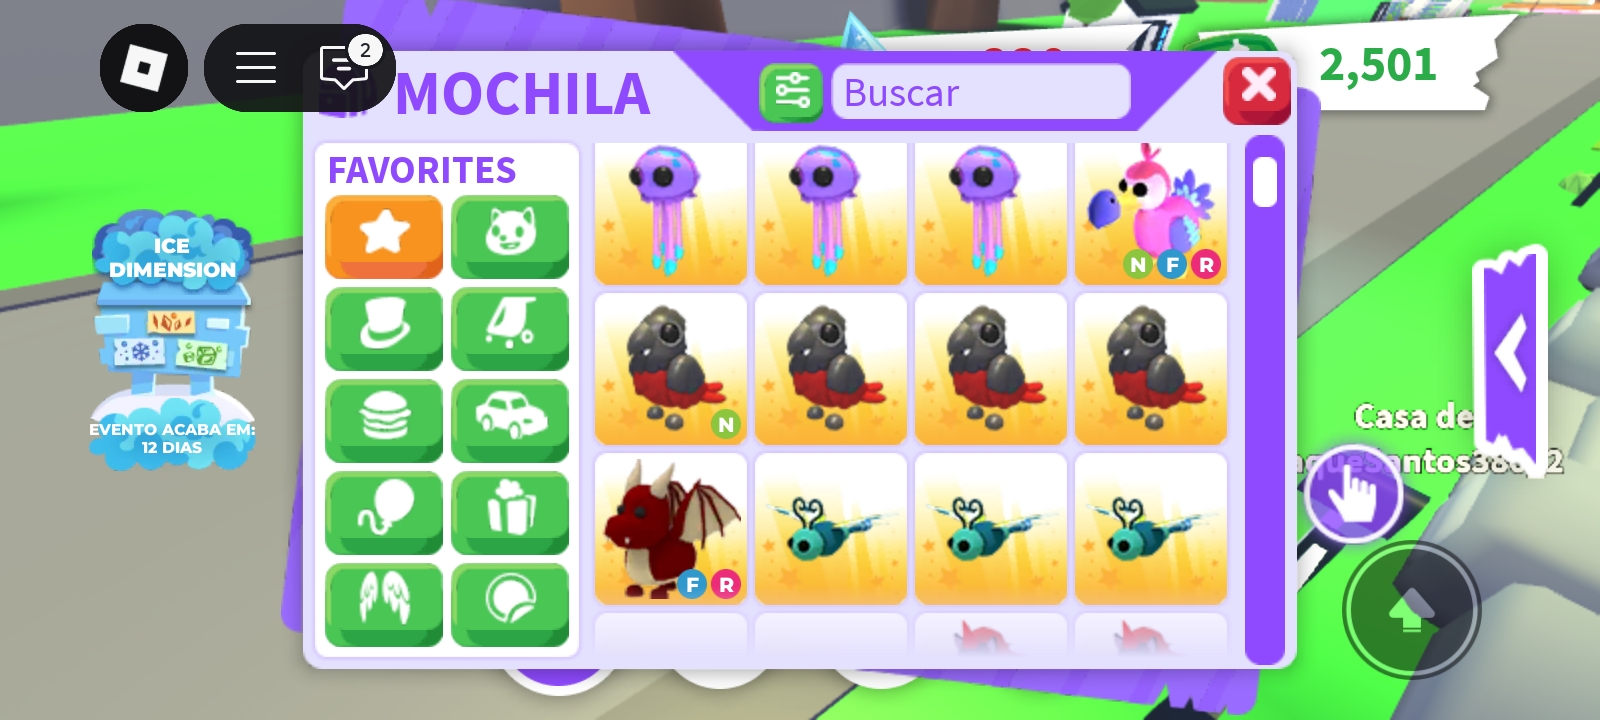 2
MOCHILA
Buscar
2,501
FAVORITES
N F R
ICE
DIMENSION
EVENTO ACABA EM:
12 DIAS
N
Casa de
F R